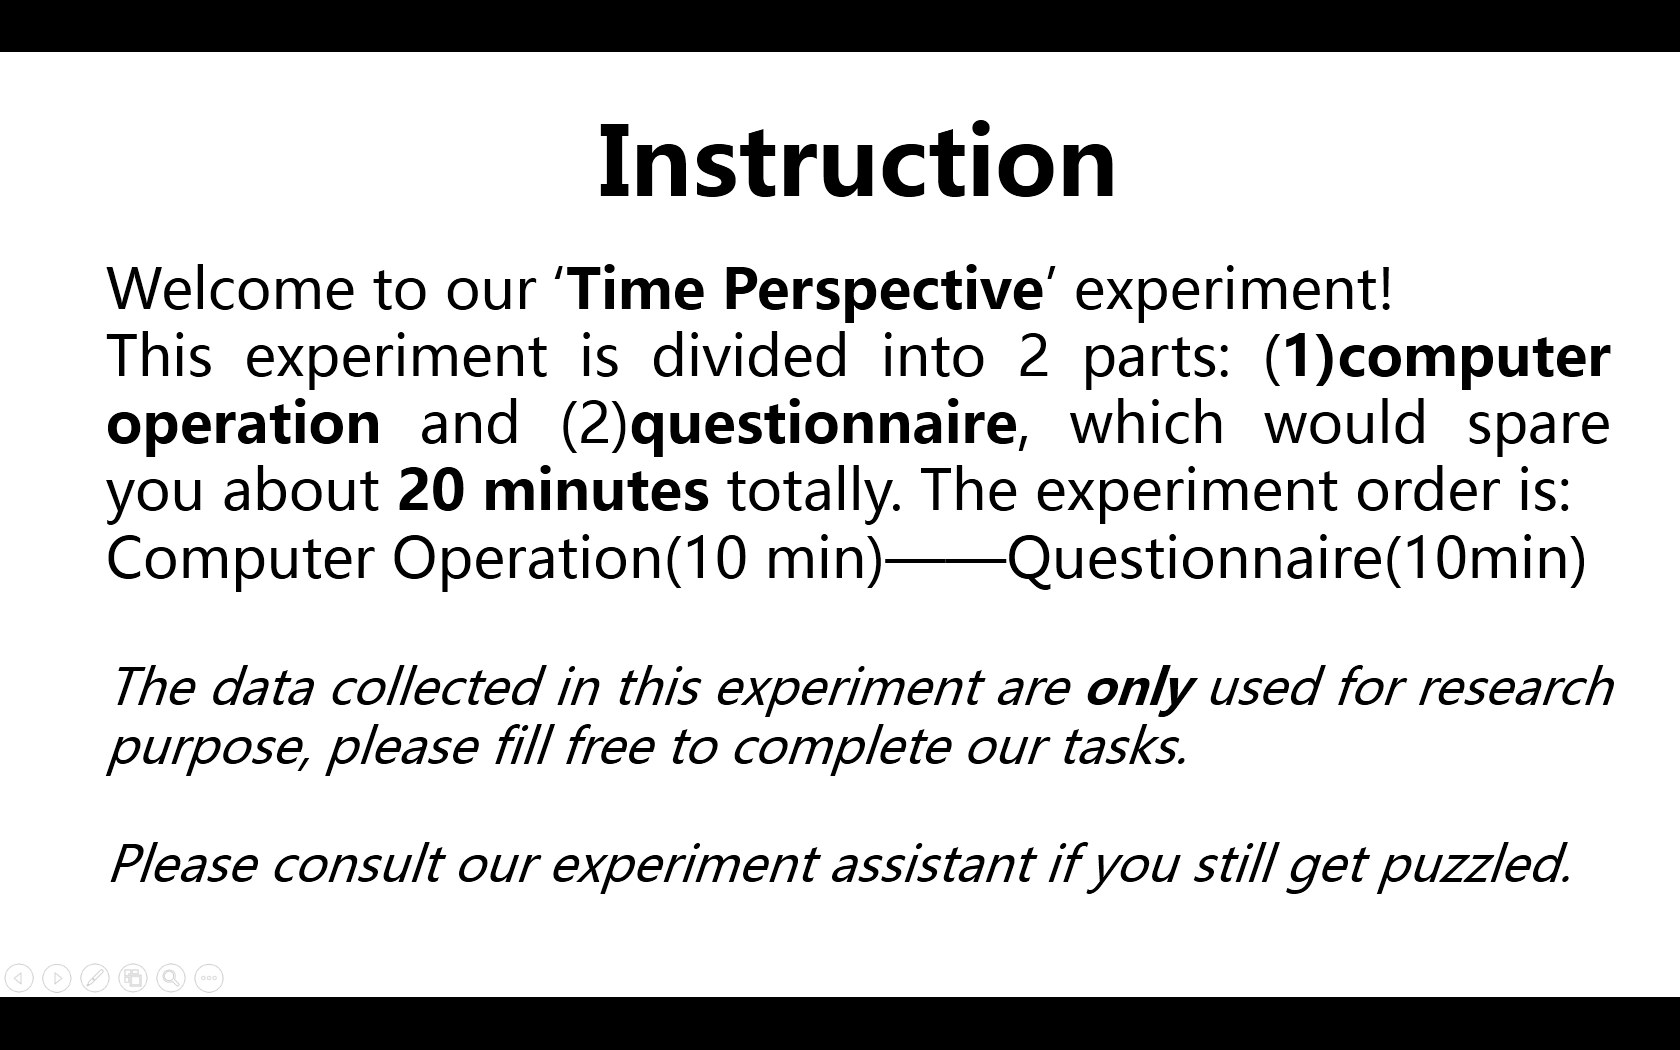 Instruction
Welcome to our ‘Time Perspective’ experiment!
This experiment is divided into 2 parts: (1)computer
operation and (2)questionnaire, which would spare
you about 20 minutes totally. The experiment order is:
Computer Operation(10 min)——Questionnaire(10min)
The data collected in this experiment are only used for research
purpose, please fill free to complete our tasks.
Please consult our experiment assistant if you still get puzzled.